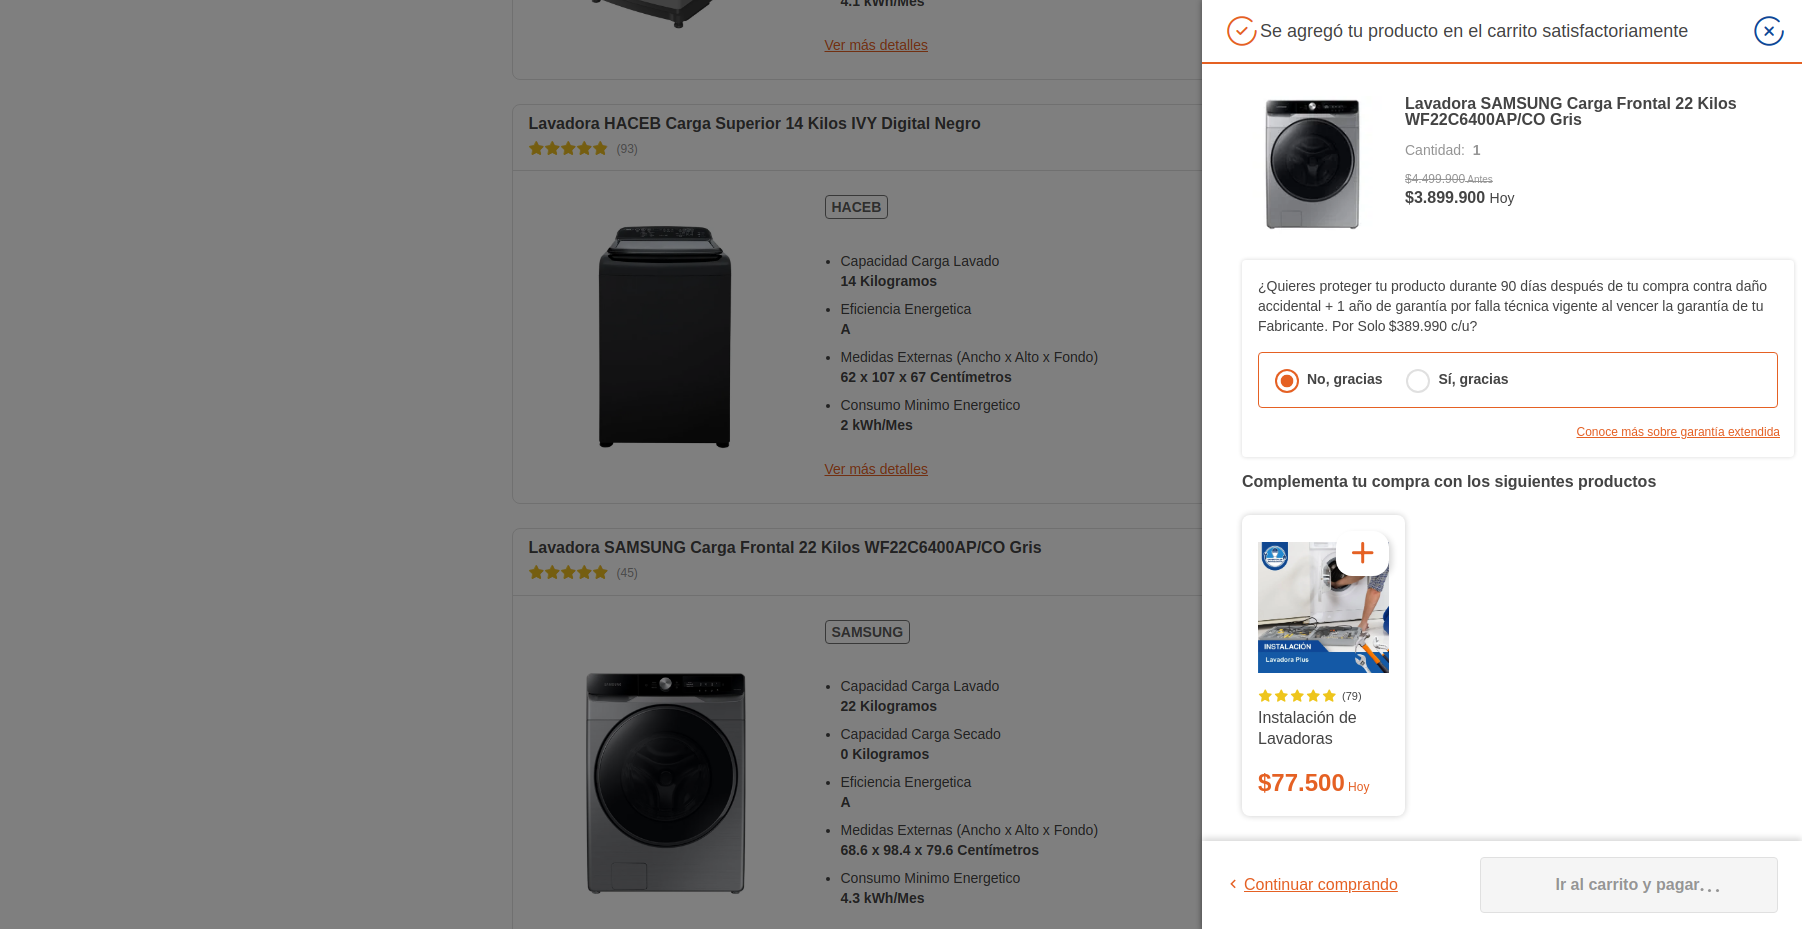 4.1 kWh/Mes
Ver más detalles
Lavadora HACEB Carga Superior 14 Kilos IVY Digital Negro
(93)
HACEB
Capacidad Carga Lavado
14 Kilogramos
Eficiencia Energetica
A
Medidas Externas (Ancho x Alto x Fondo)
62 x 107 x 67 Centímetros
Consumo Minimo Energetico
2 kWh/Mes
Ver más detalles
Lavadora SAMSUNG Carga Frontal 22 Kilos WF22C6400AP/CO Gris
(45)
SAMSUNG
Capacidad Carga Lavado
22 Kilogramos
Capacidad Carga Secado
0 Kilogramos
Eficiencia Energetica
A
Medidas Externas (Ancho x Alto x Fondo)
68.6 x 98.4 x 79.6 Centímetros
Consumo Minimo Energetico
4.3 kWh/Mes
Se agregó tu producto en el carrito satisfactoriamente
Lavadora SAMSUNG Carga Frontal 22 Kilos
WF22C6400AP/CO Gris
Cantidad: 1
$4.499.900 Antes
$3.899.900 Hoy
¿Quieres proteger tu producto durante 90 días después de tu compra contra daño
accidental + 1 año de garantía por falla técnica vigente al vencer la garantía de tu
Fabricante. Por Solo $389.990 c/u?
No, gracias Sí, gracias
Conoce más sobre garantía extendida
Complementa tu compra con los siguientes productos
INSTALACIÓN
Lavadora Plus
(79)
Instalación de
Lavadoras
$77.500 Hoy
Continuar comprando
Ir al carrito y pagar...